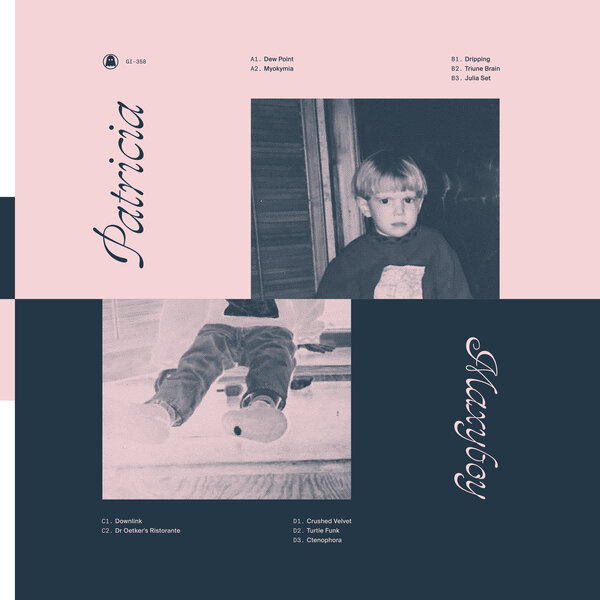 GI-358
A1. Dew Point
A2. Myokymia
B1. Dripping
B2. Triune Brain
B3. Julia Set
Patricia
Maxyboy
C1. Downlink
C2. Dr Oetker's Ristorante
D1. Crushed Velvet
D2. Turtle Funk
D3. Ctenophora